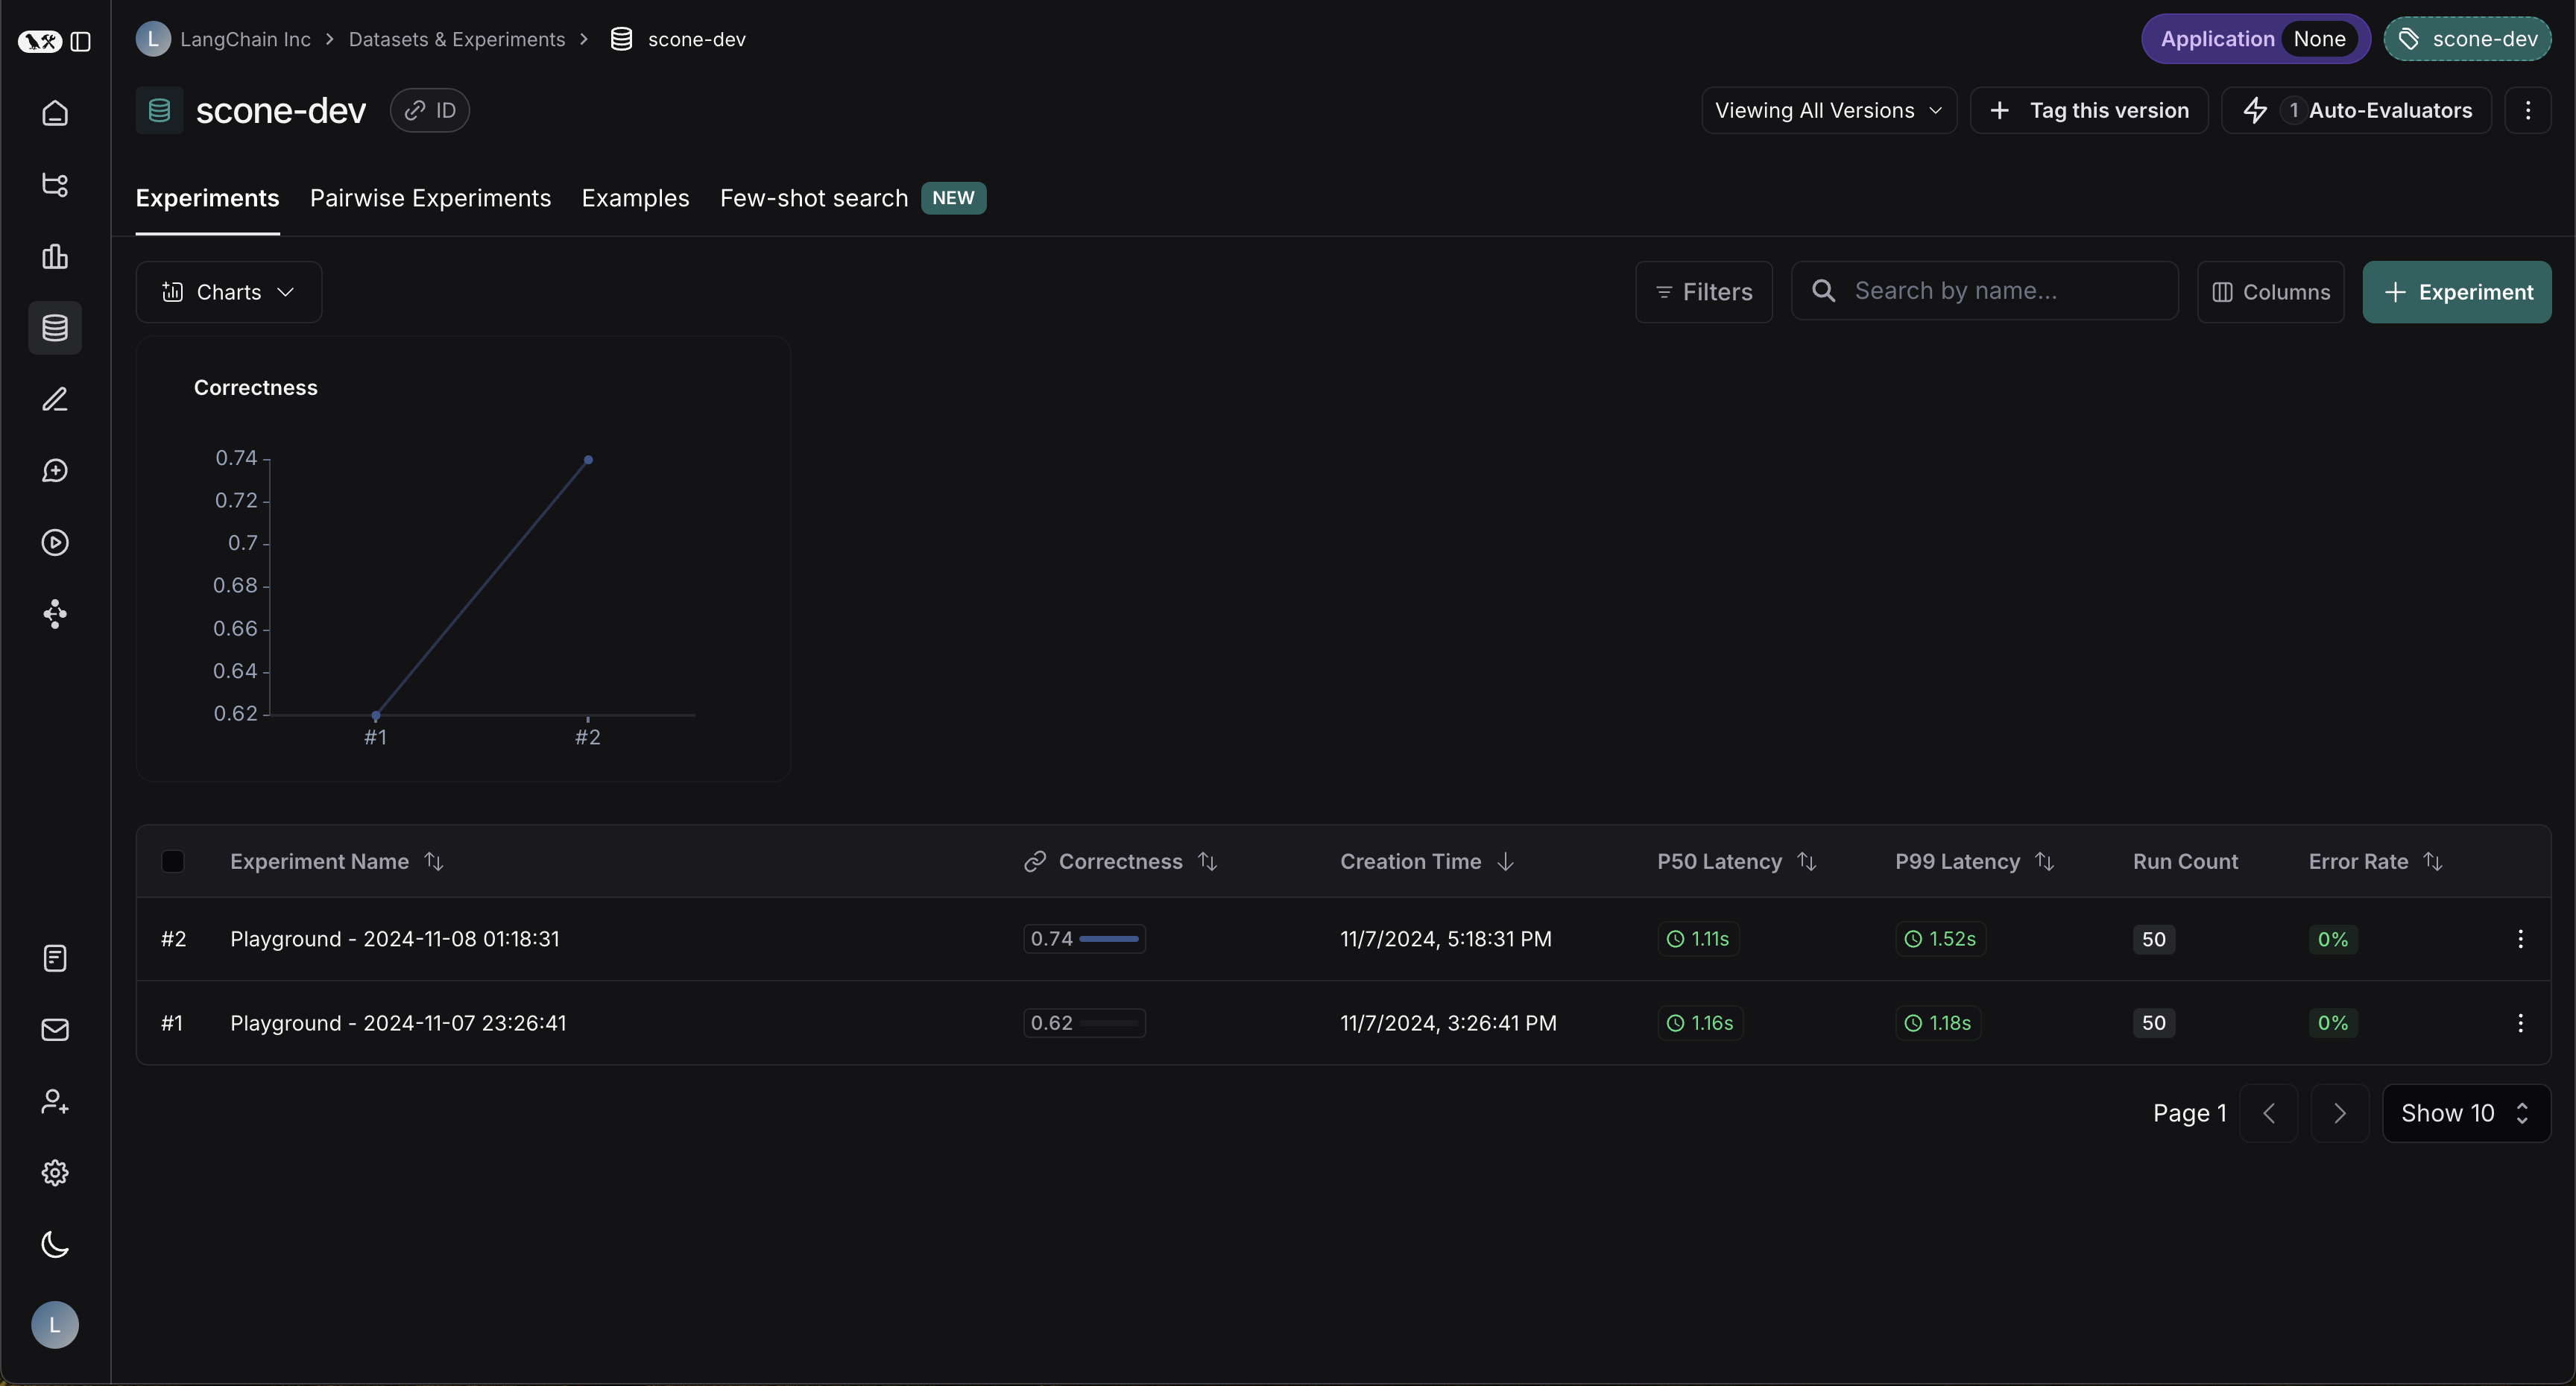 L LangChain Inc > Datasets & Experiments > scone-dev
Application None scone-dev
scone-dev ID
Viewing All Versions + Tag this version 1 Auto-Evaluators
Experiments Pairwise Experiments Examples Few-shot search NEW
Charts Filters Search by name... Columns + Experiment
Correctness
0.74
0.72
0.7
0.68
0.66
0.64
0.62
#1 #2
Experiment Name Correctness Creation Time P50 Latency P99 Latency Run Count Error Rate
#2 Playground - 2024-11-08 01:18:31 0.74 11/7/2024, 5:18:31 PM 1.11s 1.52s 50 0%
#1 Playground - 2024-11-07 23:26:41 0.62 11/7/2024, 3:26:41 PM 1.16s 1.18s 50 0%
Page 1 Show 10
L